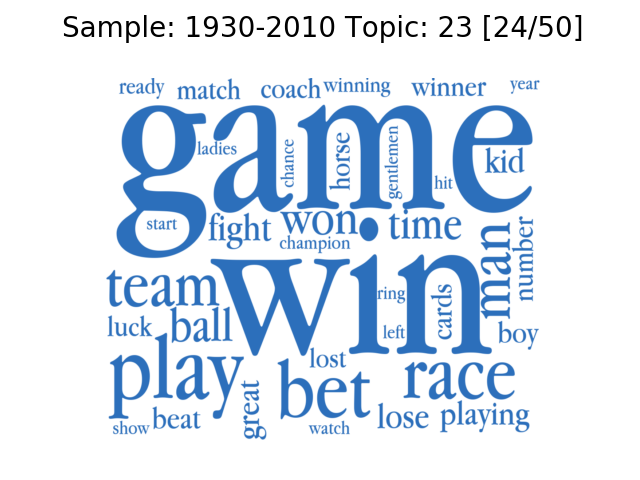 Sample: 1930-2010 Topic: 23 [24/50]
ready match coach winning winner year
game
ladies chance horse gentlemen hit kid
start fight won time
champion
man number
team win
ring cards
luck ball left boy
lost
play bet race
great
show beat watch lose playing